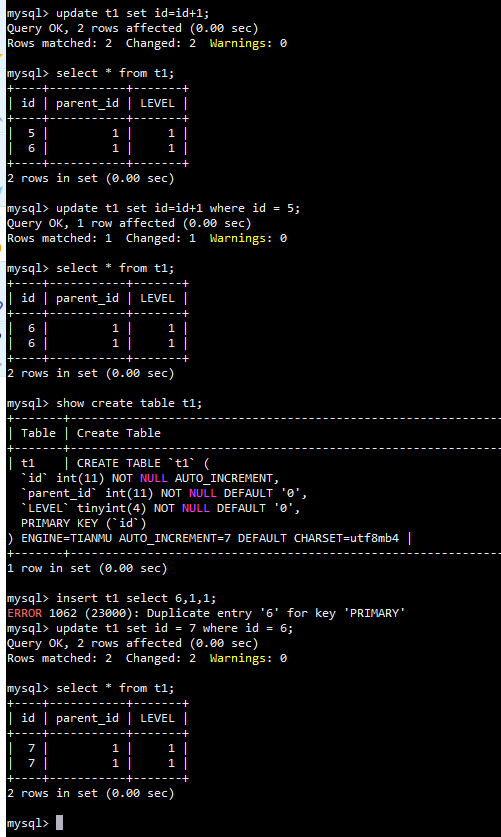 mysql> update t1 set id=id+1;
Query OK, 2 rows affected (0.00 sec)
Rows matched: 2  Changed: 2  Warnings: 0

mysql> select * from t1;
+----+-----------+-------+
| id | parent_id | LEVEL |
+----+-----------+-------+
|  5 |         1 |     1 |
|  6 |         1 |     1 |
+----+-----------+-------+
2 rows in set (0.00 sec)

mysql> update t1 set id=id+1 where id = 5;
Query OK, 1 row affected (0.00 sec)
Rows matched: 1  Changed: 1  Warnings: 0

mysql> select * from t1;
+----+-----------+-------+
| id | parent_id | LEVEL |
+----+-----------+-------+
|  6 |         1 |     1 |
|  6 |         1 |     1 |
+----+-----------+-------+
2 rows in set (0.00 sec)

mysql> show create table t1;
+-------+----------------------------------------------------------
| Table | Create Table
+-------+----------------------------------------------------------
| t1    | CREATE TABLE `t1` (
  `id` int(11) NOT NULL AUTO_INCREMENT,
  `parent_id` int(11) NOT NULL DEFAULT '0',
  `LEVEL` tinyint(4) NOT NULL DEFAULT '0',
  PRIMARY KEY (`id`)
) ENGINE=TIANMU AUTO_INCREMENT=7 DEFAULT CHARSET=utf8mb4 |
+-------+----------------------------------------------------------
1 row in set (0.00 sec)

mysql> insert t1 select 6,1,1;
ERROR 1062 (23000): Duplicate entry '6' for key 'PRIMARY'
mysql> update t1 set id = 7 where id = 6;
Query OK, 2 rows affected (0.00 sec)
Rows matched: 2  Changed: 2  Warnings: 0

mysql> select * from t1;
+----+-----------+-------+
| id | parent_id | LEVEL |
+----+-----------+-------+
|  7 |         1 |     1 |
|  7 |         1 |     1 |
+----+-----------+-------+
2 rows in set (0.00 sec)

mysql>